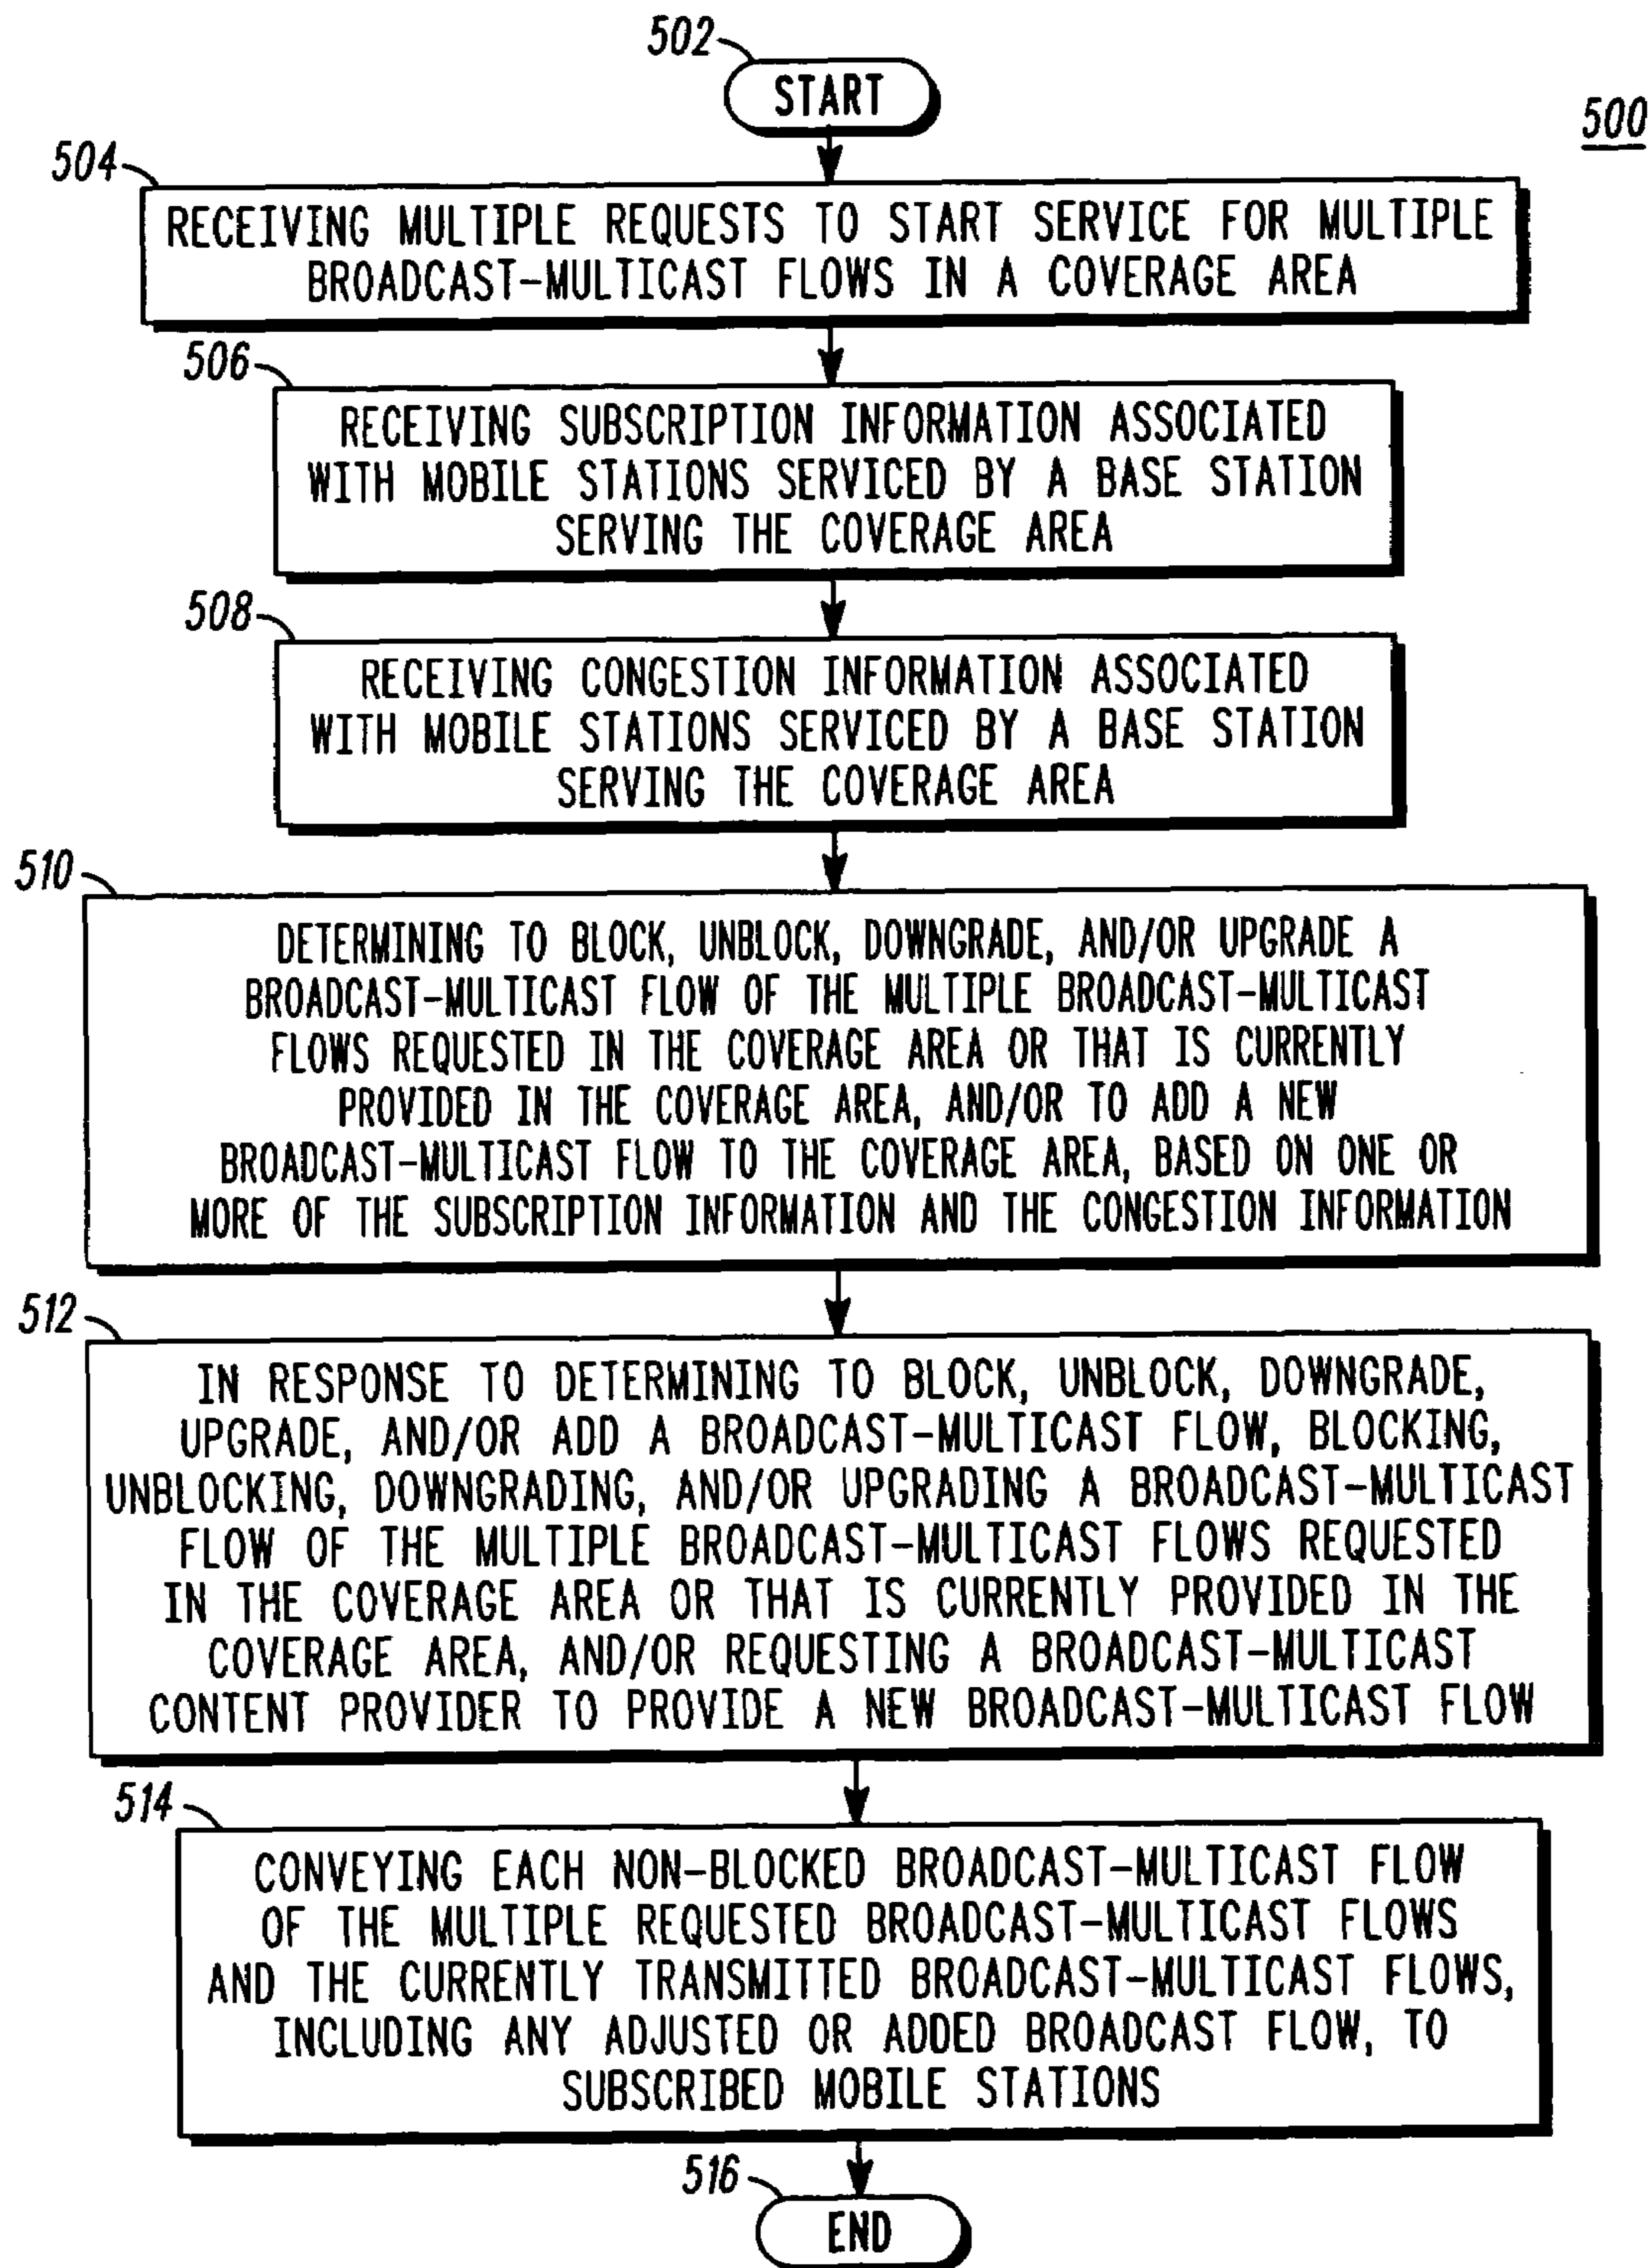 502
START
500
504
RECEIVING MULTIPLE REQUESTS TO START SERVICE FOR MULTIPLE
BROADCAST-MULTICAST FLOWS IN A COVERAGE AREA
506
RECEIVING SUBSCRIPTION INFORMATION ASSOCIATED
WITH MOBILE STATIONS SERVICED BY A BASE STATION
SERVING THE COVERAGE AREA
508
RECEIVING CONGESTION INFORMATION ASSOCIATED
WITH MOBILE STATIONS SERVICED BY A BASE STATION
SERVING THE COVERAGE AREA
510
DETERMINING TO BLOCK, UNBLOCK, DOWNGRADE, AND/OR UPGRADE A
BROADCAST-MULTICAST FLOW OF THE MULTIPLE BROADCAST-MULTICAST
FLOWS REQUESTED IN THE COVERAGE AREA OR THAT IS CURRENTLY
PROVIDED IN THE COVERAGE AREA, AND/OR TO ADD A NEW
BROADCAST-MULTICAST FLOW TO THE COVERAGE AREA, BASED ON ONE OR
MORE OF THE SUBSCRIPTION INFORMATION AND THE CONGESTION INFORMATION
512
IN RESPONSE TO DETERMINING TO BLOCK, UNBLOCK, DOWNGRADE,
UPGRADE, AND/OR ADD A BROADCAST-MULTICAST FLOW, BLOCKING,
UNBLOCKING, DOWNGRADING, AND/OR UPGRADING A BROADCAST-MULTICAST
FLOW OF THE MULTIPLE BROADCAST-MULTICAST FLOWS REQUESTED
IN THE COVERAGE AREA OR THAT IS CURRENTLY PROVIDED IN THE
COVERAGE AREA, AND/OR REQUESTING A BROADCAST-MULTICAST
CONTENT PROVIDER TO PROVIDE A NEW BROADCAST-MULTICAST FLOW
514
CONVEYING EACH NON-BLOCKED BROADCAST-MULTICAST FLOW
OF THE MULTIPLE REQUESTED BROADCAST-MULTICAST FLOWS
AND THE CURRENTLY TRANSMITTED BROADCAST-MULTICAST FLOWS,
INCLUDING ANY ADJUSTED OR ADDED BROADCAST FLOW, TO
SUBSCRIBED MOBILE STATIONS
516
END